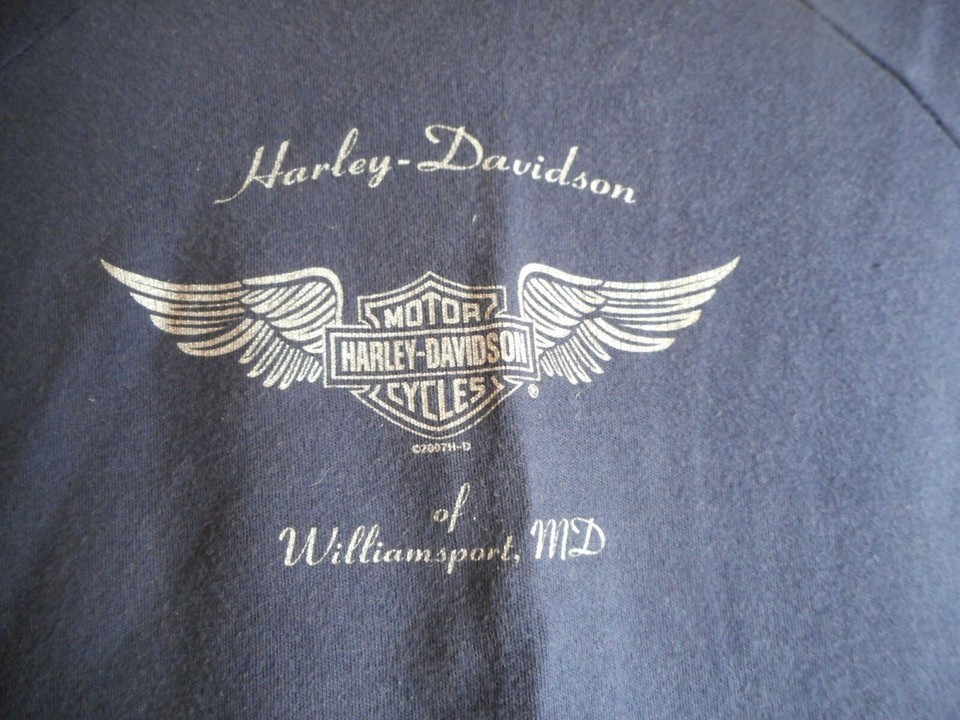 Harley-Davidson
MOTOR
HARLEY-DAVIDSON
CYCLES
®
©2007H-D
of
Williamsport, MD